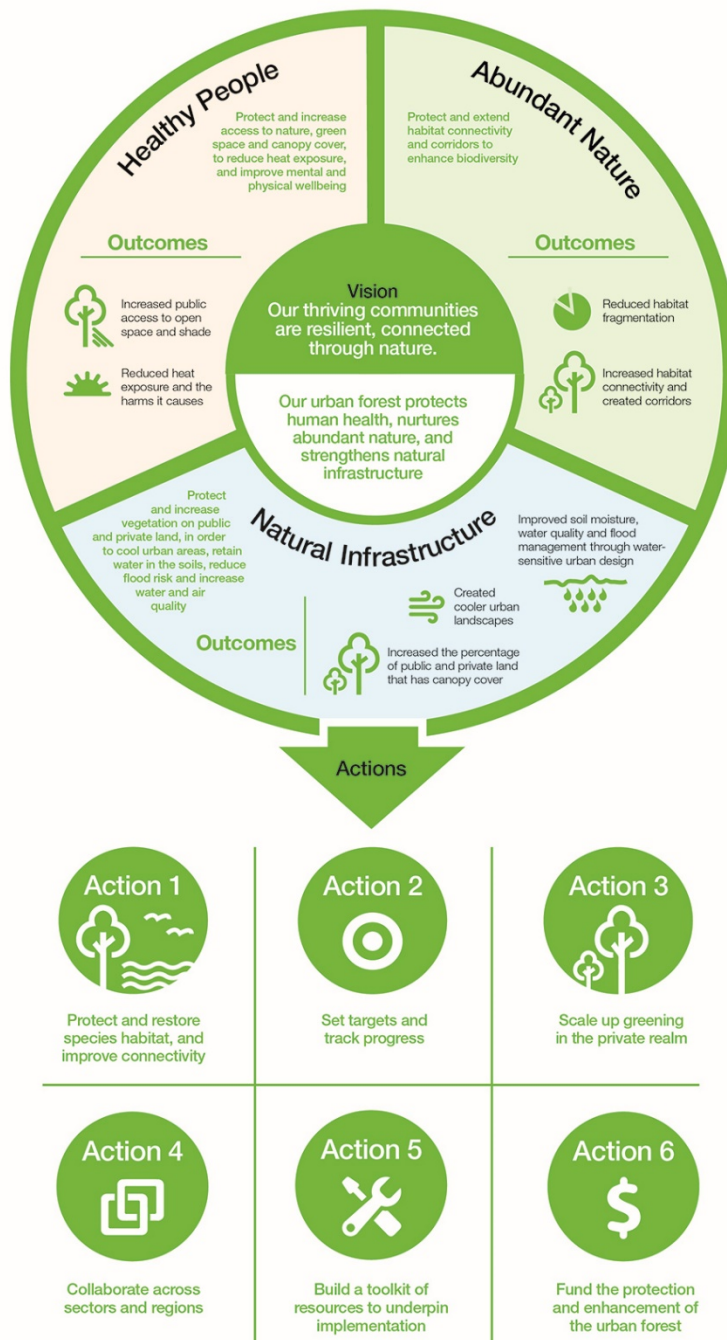 Healthy People
Protect and increase
access to nature, green
space and canopy cover,
to reduce heat exposure,
and improve mental and
physical wellbeing
Outcomes
Increased public
access to open
space and shade
Reduced heat
exposure and the
harms it causes
Abundant Nature
Protect and extend
habitat connectivity
and corridors to
enhance biodiversity
Outcomes
Reduced habitat
fragmentation
Increased habitat
connectivity and
created corridors
Vision
Our thriving communities
are resilient, connected
through nature.
Our urban forest protects
human health, nurtures
abundant nature, and
strengthens natural
infrastructure
Natural Infrastructure
Protect
and increase
vegetation on public
and private land, in order
to cool urban areas, retain
water in the soils, reduce
flood risk and increase
water and air
quality
Outcomes
Improved soil moisture,
water quality and flood
management through water-
sensitive urban design
Created
cooler urban
landscapes
Increased the percentage
of public and private land
that has canopy cover
Actions
Action 1
Protect and restore
species habitat, and
improve connectivity
Action 2
Set targets and
track progress
Action 3
Scale up greening
in the private realm
Action 4
Collaborate across
sectors and regions
Action 5
Build a toolkit of
resources to underpin
implementation
Action 6
$
Fund the protection
and enhancement of
the urban forest